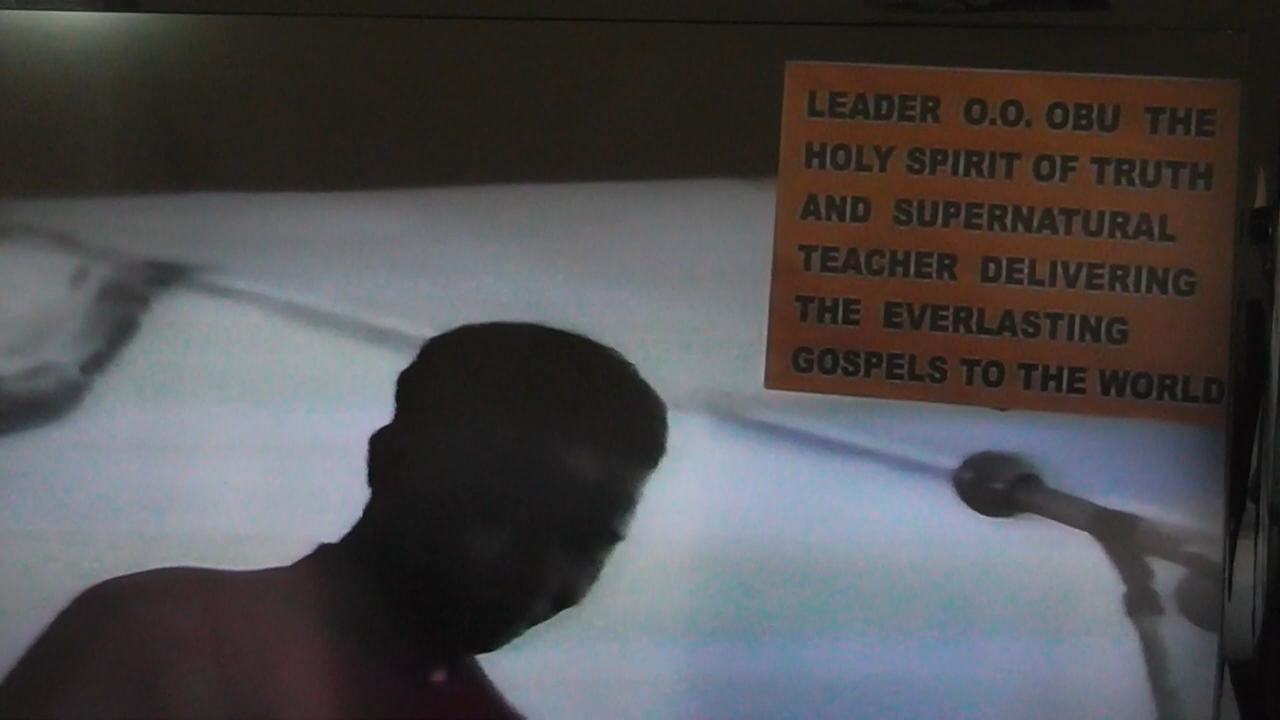 LEADER O.O. OBU THE
HOLY SPIRIT OF TRUTH
AND SUPERNATURAL
TEACHER DELIVERING
THE EVERLASTING
GOSPELS TO THE WORLD